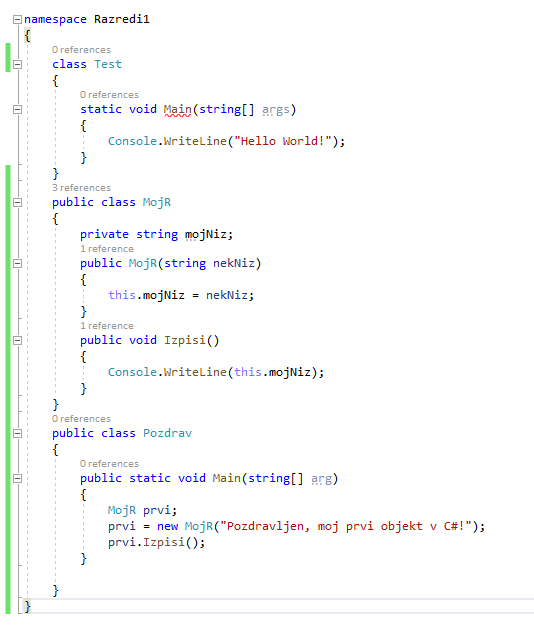 namespace Razredi1
{
0 references
class Test
{
0 references
static void Main(string[] args)
{
Console.WriteLine("Hello World!");
}
}
3 references
public class MojR
{
private string mojNiz;
1 reference
public MojR(string nekNiz)
{
this.mojNiz = nekNiz;
}
1 reference
public void Izpisi()
{
Console.WriteLine(this.mojNiz);
}
}
0 references
public class Pozdrav
{
0 references
public static void Main(string[] arg)
{
MojR prvi;
prvi = new MojR("Pozdravljen, moj prvi objekt v C#!");
prvi.Izpisi();
}
}
}